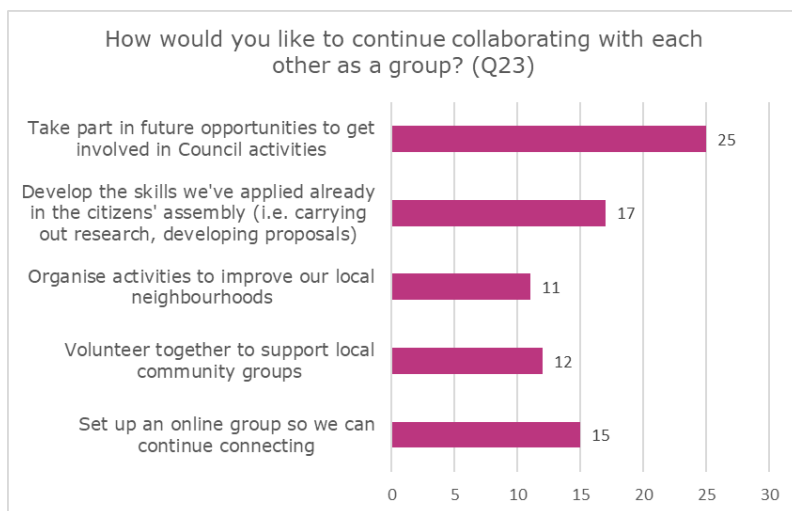 How would you like to continue collaborating with each
other as a group? (Q23)
Take part in future opportunities to get
involved in Council activities
25
Develop the skills we've applied already
in the citizens' assembly (i.e. carrying
out research, developing proposals)
17
Organise activities to improve our local
neighbourhoods
11
Volunteer together to support local
community groups
12
Set up an online group so we can
continue connecting
15
0 5 10 15 20 25 30